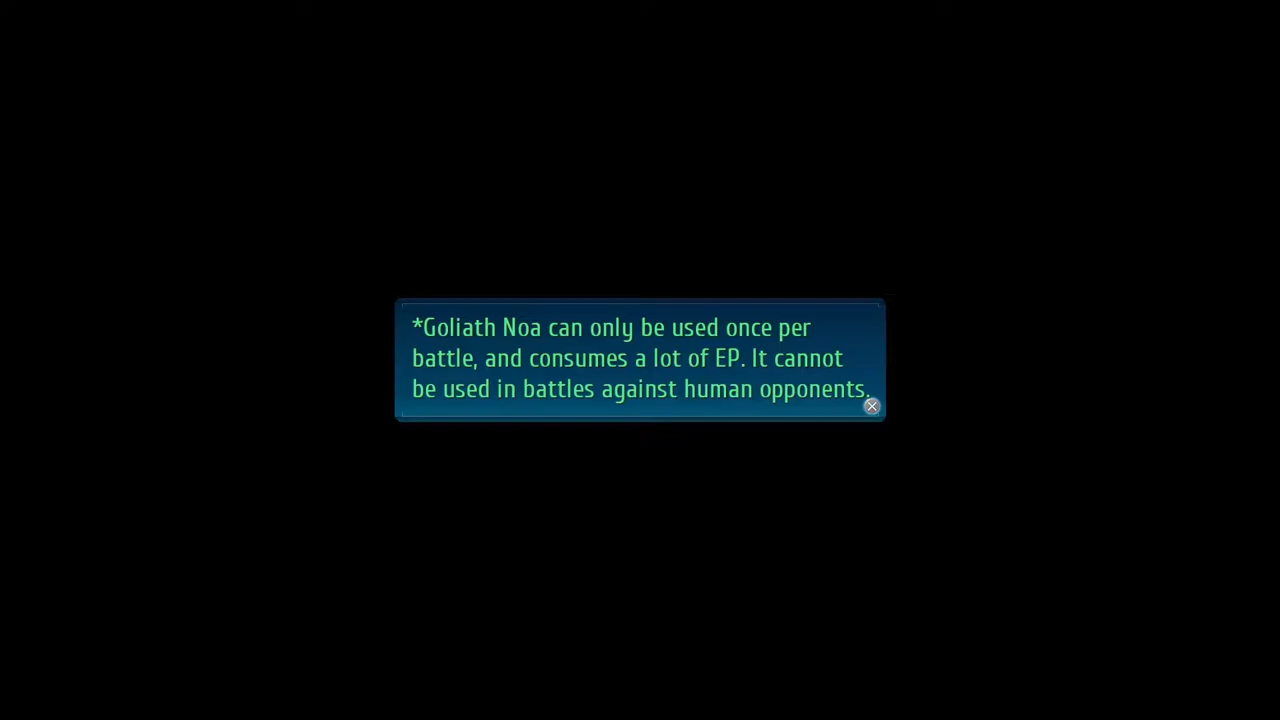 *Goliath Noa can only be used once per
battle, and consumes a lot of EP. It cannot
be used in battles against human opponents.